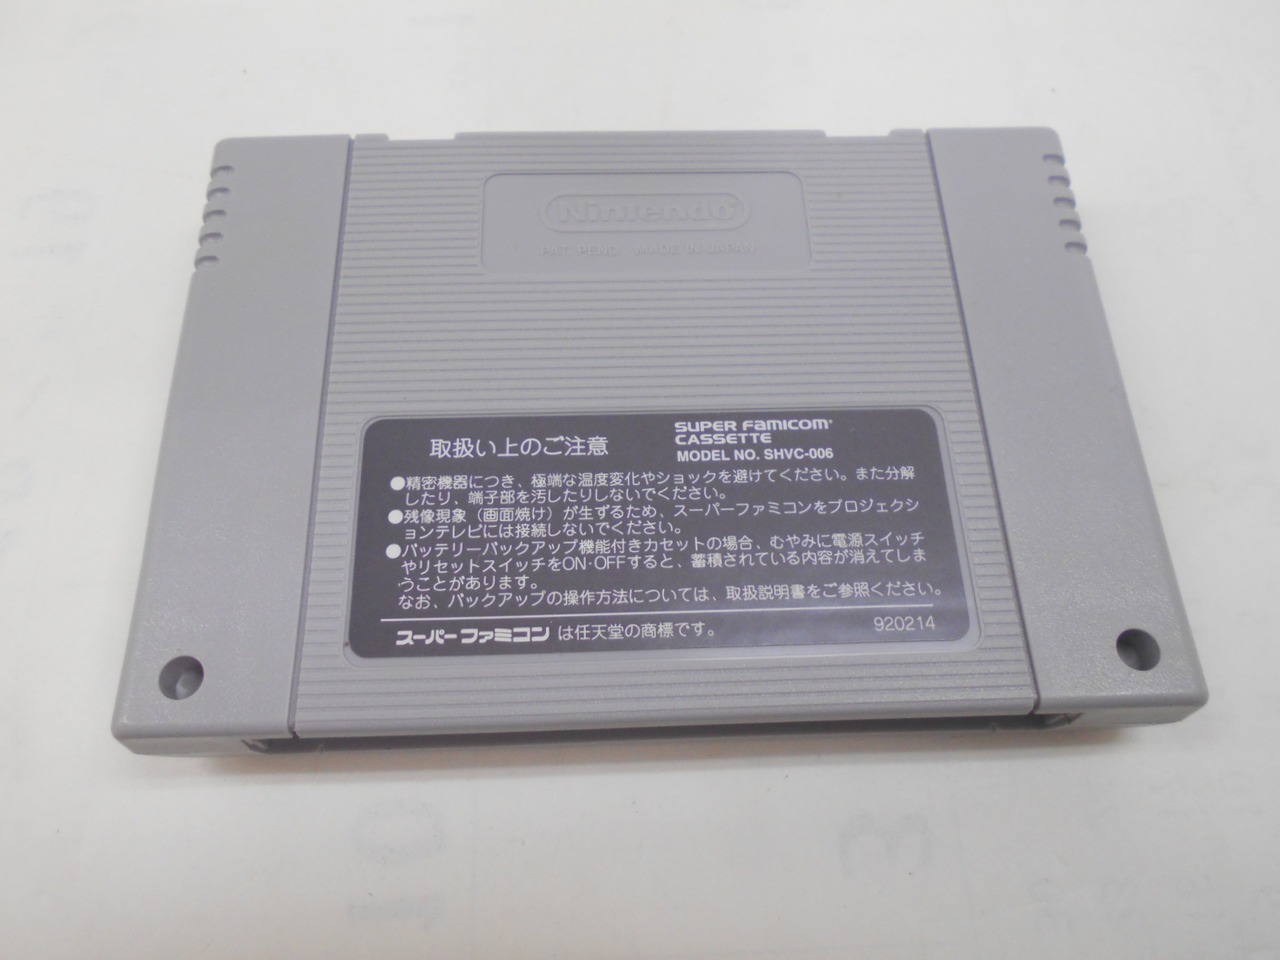 Nintendo
PAT. PEND. MADE IN JAPAN
取扱い上のご注意
SUPER FAMICOM
CASSETTE
MODEL NO. SHVC-006
●精密機器につき、極端な温度変化やショックを避けてください。また分解
したり、端子部を汚したりしないでください。
●残像現象（画面焼け）が生ずるため、スーパーファミコンをプロジェクシ
ョンテレビには接続しないでください。
●バッテリーバックアップ機能付きカセットの場合、むやみに電源スイッチ
やリセットスイッチをON・OFFすると、蓄積されている内容が消えてしま
うことがあります。
なお、バックアップの操作方法については、取扱説明書をご参照ください。
スーパーファミコン は任天堂の商標です。
920214